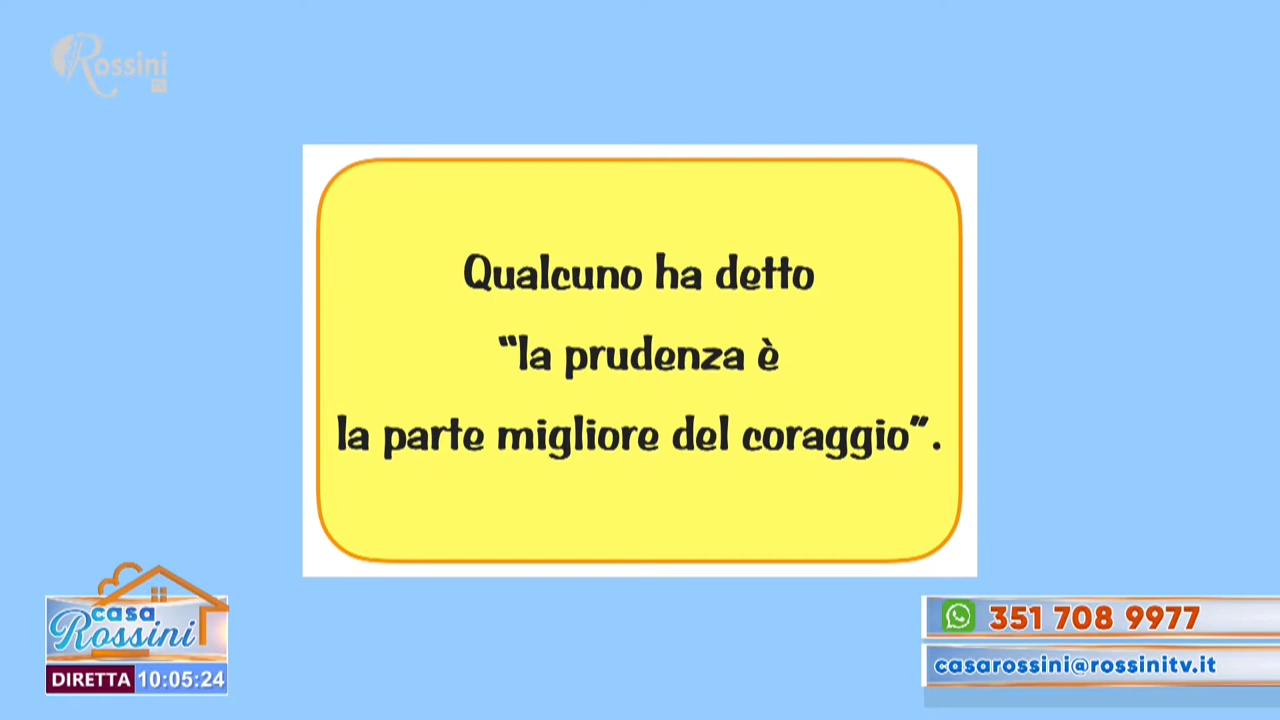 Rossini
TV
Qualcuno ha detto
"la prudenza è
la parte migliore del coraggio".
casa
Rossini
DIRETTA 10:05:24
351 708 9977
casarossini@rossinitv.it